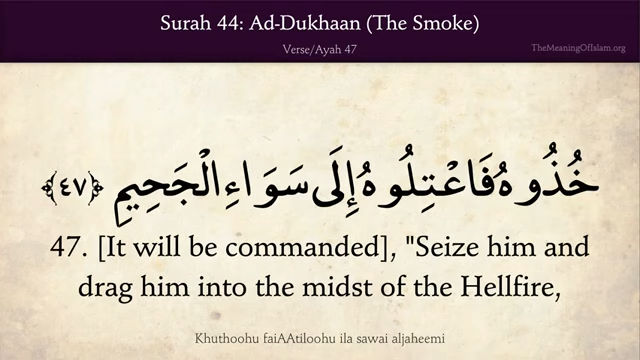 Surah 44: Ad-Dukhaan (The Smoke)
Verse/Ayah 47
TheMeaningOfIslam.org
خُذُوهُ فَاعْتِلُوهُ إِلَى سَوَاءِ الْجَحِيمِ ﴿٤٧﴾
47. [It will be commanded], "Seize him and
drag him into the midst of the Hellfire,
Khuthoohu faiAAtiloohu ila sawai aljaheemi